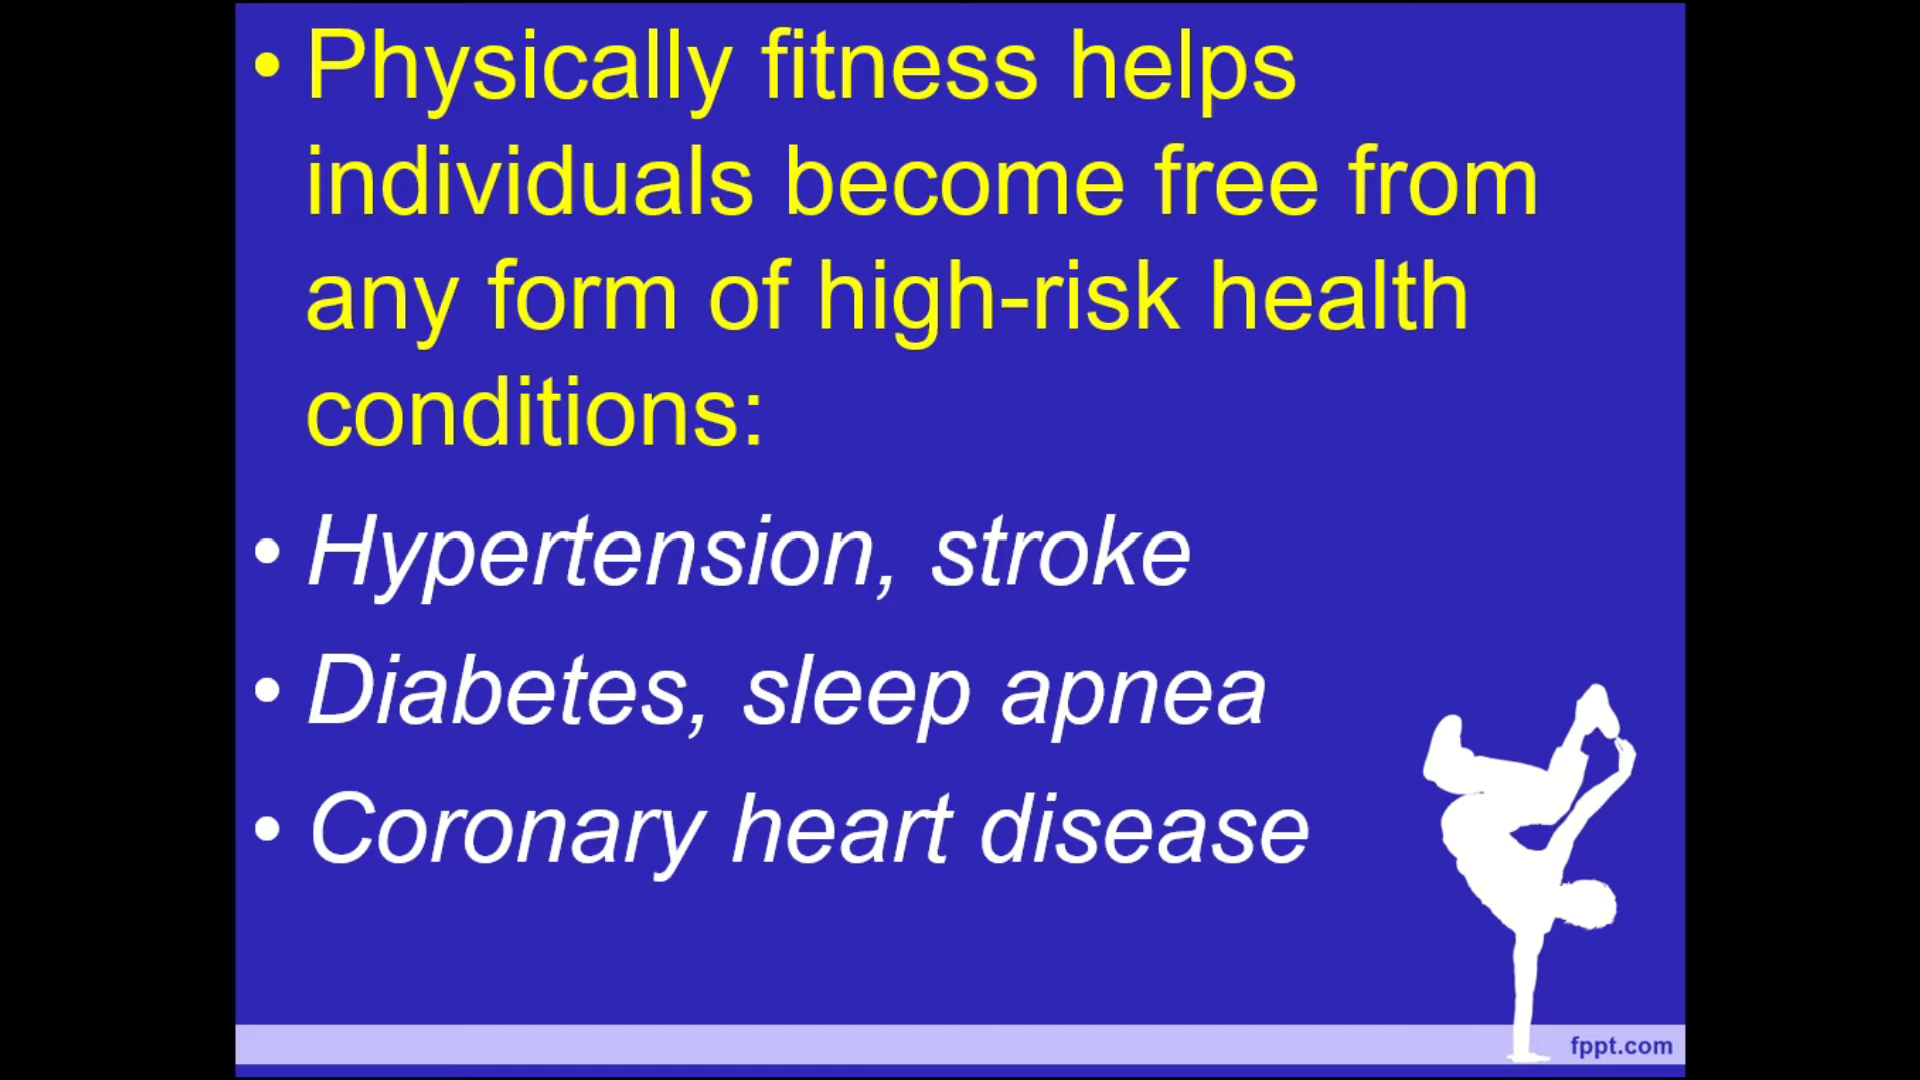 • Physically fitness helps
individuals become free from
any form of high-risk health
conditions:
• Hypertension, stroke
• Diabetes, sleep apnea
• Coronary heart disease
fppt.com